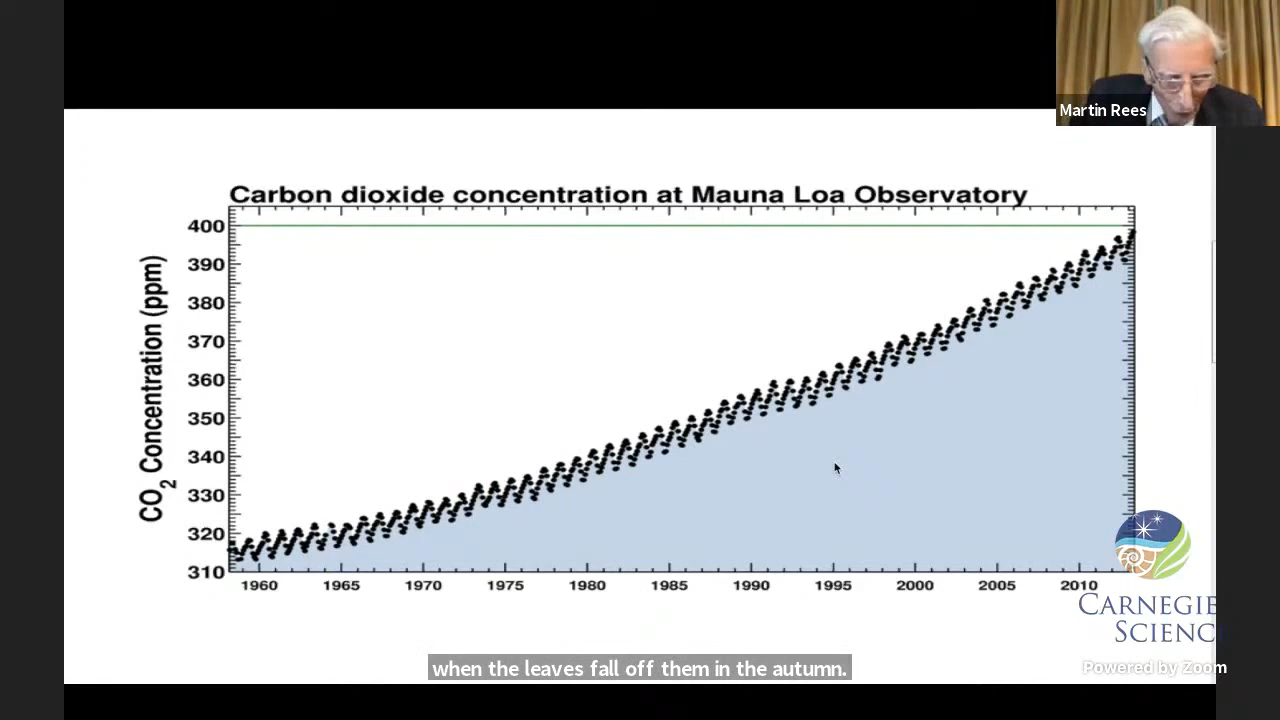 Martin Rees
Carbon dioxide concentration at Mauna Loa Observatory
CO2 Concentration (ppm)
400
390
380
370
360
350
340
330
320
310
1960 1965 1970 1975 1980 1985 1990 1995 2000 2005 2010
CARNEGIE
SCIENC
when the leaves fall off them in the autumn.
Powered by Zoom